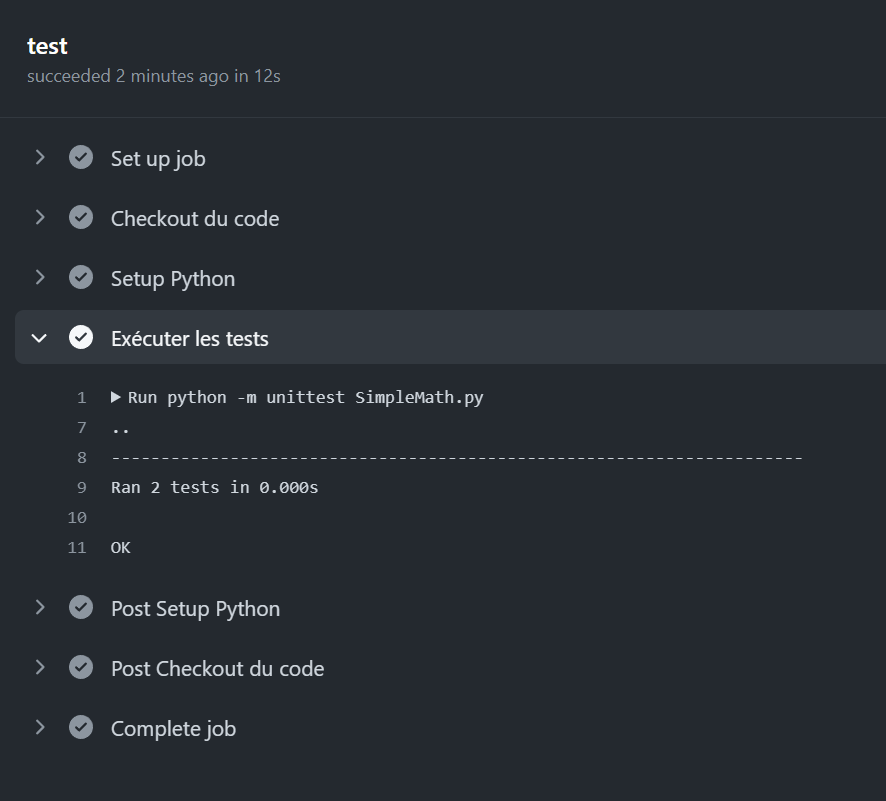 test
succeeded 2 minutes ago in 12s
Set up job
Checkout du code
Setup Python
Exécuter les tests
1 Run python -m unittest SimpleMath.py
7 ..
8 ----------------------------------------------------------------------
9 Ran 2 tests in 0.000s
10
11 OK
Post Setup Python
Post Checkout du code
Complete job